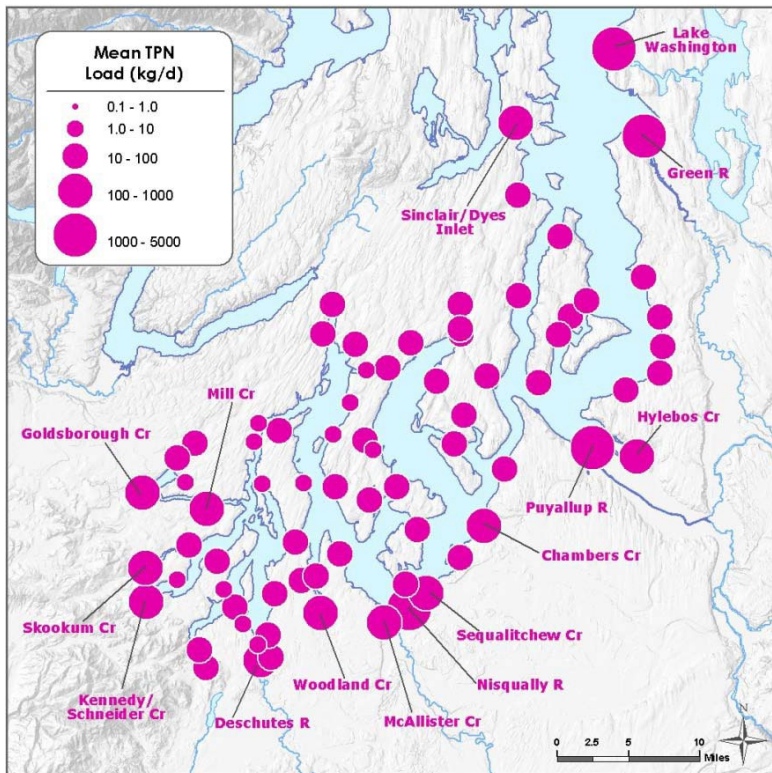 Mean TPN
Load (kg/d)
0.1 - 1.0
1.0 - 10
10 - 100
100 - 1000
1000 - 5000
Lake
Washington
Green R
Sinclair/Dyes
Inlet
Mill Cr
Goldsborough Cr
Hylebos Cr
Puyallup R
Chambers Cr
Skookum Cr
Sequalitchew Cr
Kennedy/
Schneider Cr
Woodland Cr
Nisqually R
Deschutes R
McAllister Cr
N
0 2.5 5 10
Miles